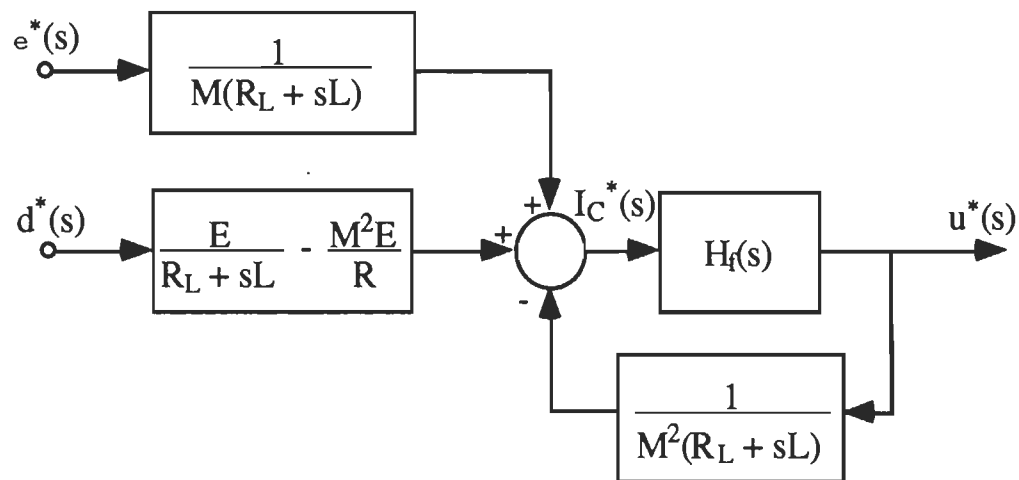 e*(s)
1
M(R_L + sL)
d*(s)
E
R_L + sL
-
M²E
R
+
+
-
I_C*(s)
H_f(s)
u*(s)
1
M²(R_L + sL)